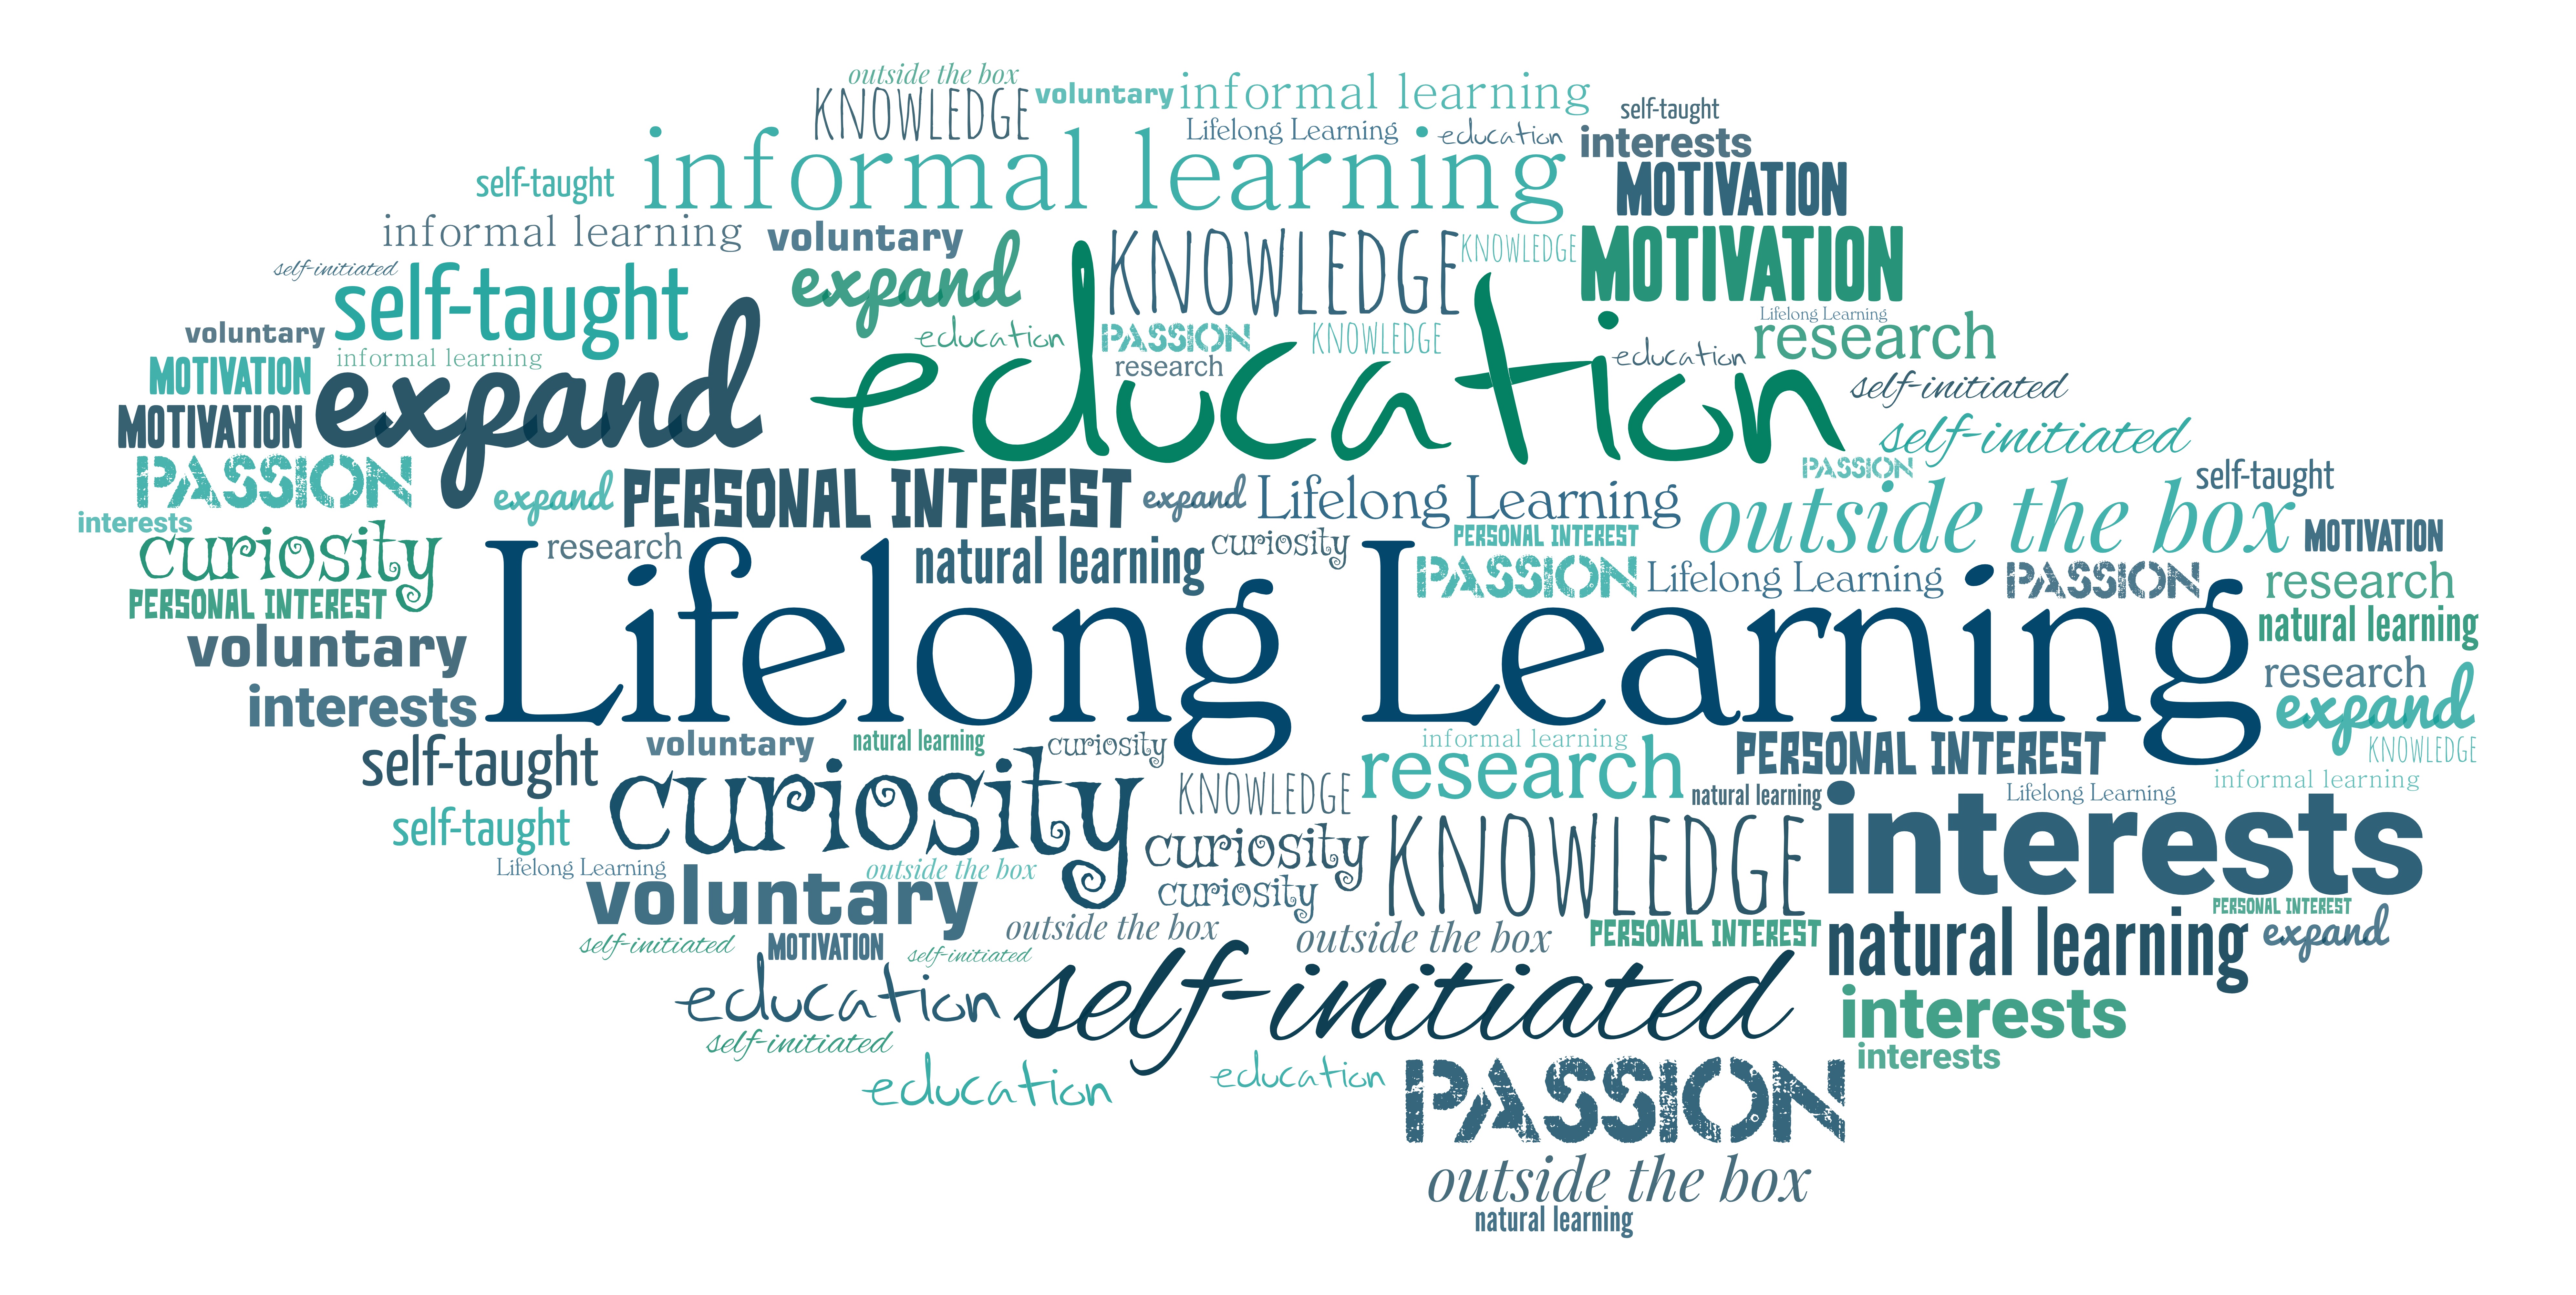 outside the box
KNOWLEDGE
voluntary
informal learning
self-taught
Lifelong Learning
education
interests
informal learning
self-taught
MOTIVATION
informal learning
voluntary
KNOWLEDGE
KNOWLEDGE
MOTIVATION
self-initiated
self-taught
expand
voluntary
education
PASSION
KNOWLEDGE
Lifelong Learning
research
informal learning
research
education
education
MOTIVATION
expand
self-initiated
MOTIVATION
self-initiated
PASSION
PASSION
self-taught
expand
PERSONAL INTEREST
expand
Lifelong Learning
outside the box
interests
PERSONAL INTEREST
MOTIVATION
curiosity
research
natural learning
curiosity
PASSION
Lifelong Learning
PASSION
research
PERSONAL INTEREST
Lifelong Learning
natural learning
voluntary
research
interests
expand
self-taught
voluntary
natural learning
curiosity
informal learning
PERSONAL INTEREST
KNOWLEDGE
research
informal learning
curiosity
KNOWLEDGE
natural learning
Lifelong Learning
self-taught
interests
curiosity
KNOWLEDGE
Lifelong Learning
outside the box
voluntary
curiosity
PERSONAL INTEREST
outside the box
outside the box
PERSONAL INTEREST
natural learning
expand
self-initiated
MOTIVATION
self-initiated
education
self-initiated
interests
self-initiated
interests
education
education
PASSION
outside the box
natural learning